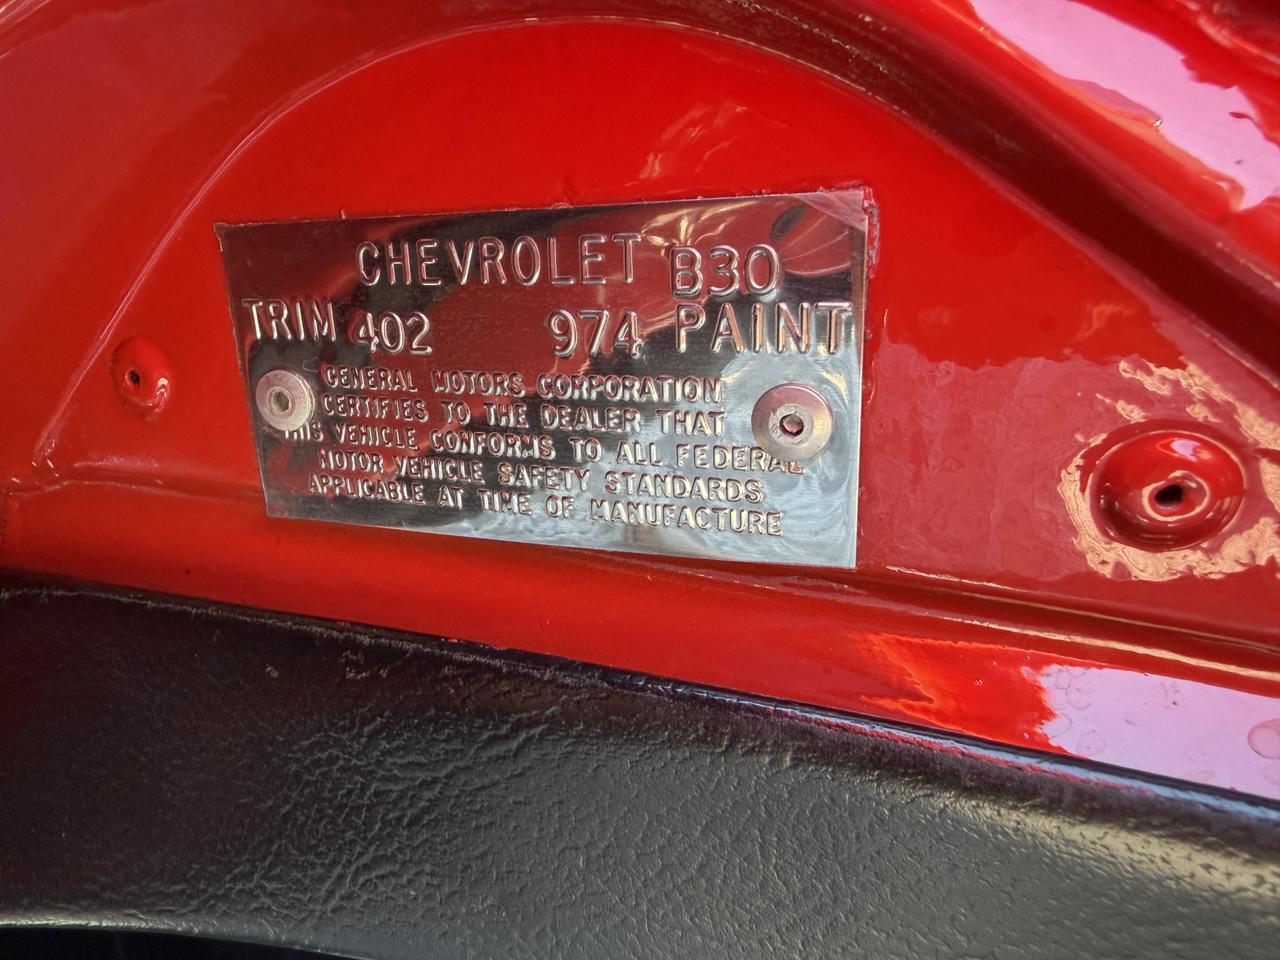 CHEVROLET B30
TRIM 402 974 PAINT
GENERAL MOTORS CORPORATION
CERTIFIES TO THE DEALER THAT
THIS VEHICLE CONFORMS TO ALL FEDERAL
MOTOR VEHICLE SAFETY STANDARDS
APPLICABLE AT TIME OF MANUFACTURE